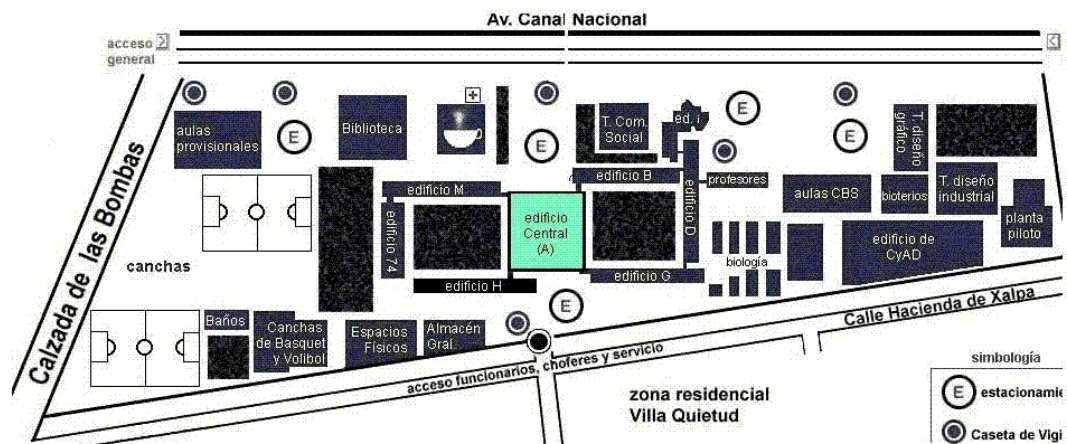 Av. Canal Nacional
acceso
general
aulas
provisionales
E
Biblioteca
E
T. Com.
Social
ed. i
E
E
T. diseño
gráfico
edificio M
edificio B
profesores
aulas CBS
bioterios
T. diseño
industrial
planta
piloto
edificio 74
edificio
Central
(A)
edificio D
biología
edificio de
CyAD
canchas
edificio H
edificio G
E
Calzada de las Bombas
Baños
Canchas
de Basquet
y Volibol
Espacios
Físicos
Almacén
Gral.
Calle Hacienda de Xalpa
acceso funcionarios, choferes y servicio
zona residencial
Villa Quietud
simbología
E estacionamie
Caseta de Vigi